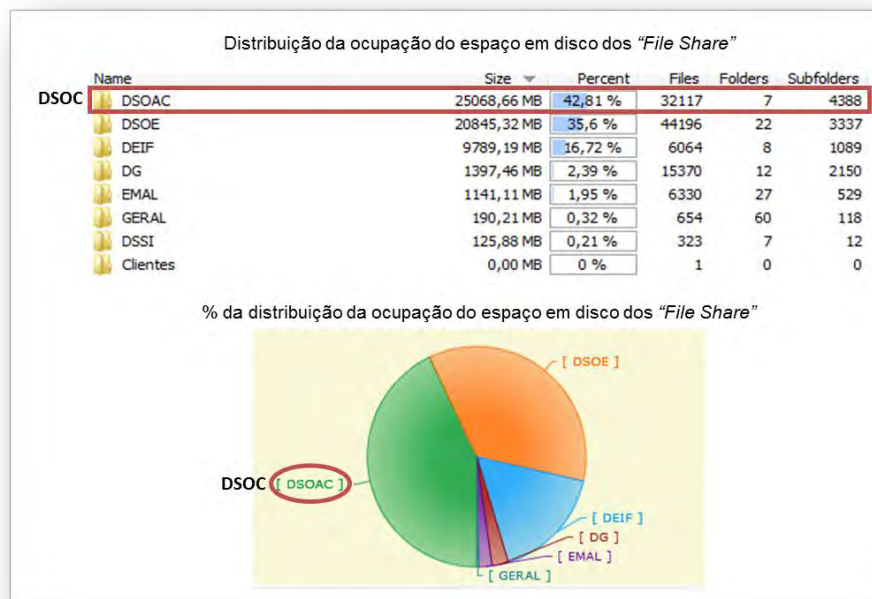 Distribuição da ocupação do espaço em disco dos “File Share”
Name Size Percent Files Folders Subfolders
DSOC DSOAC 25068,66 MB 42,81 % 32117 7 4388
DSOE 20845,32 MB 35,6 % 44196 22 3337
DEIF 9789,19 MB 16,72 % 6064 8 1089
DG 1397,46 MB 2,39 % 15370 12 2150
EMAL 1141,11 MB 1,95 % 6330 27 529
GERAL 190,21 MB 0,32 % 654 60 118
DSSI 125,88 MB 0,21 % 323 7 12
Clientes 0,00 MB 0 % 1 0 0
% da distribuição da ocupação do espaço em disco dos “File Share”
[ DSOE ]
DSOC [ DSOAC ]
[ DEIF ]
[ DG ]
[ EMAL ]
[ GERAL ]